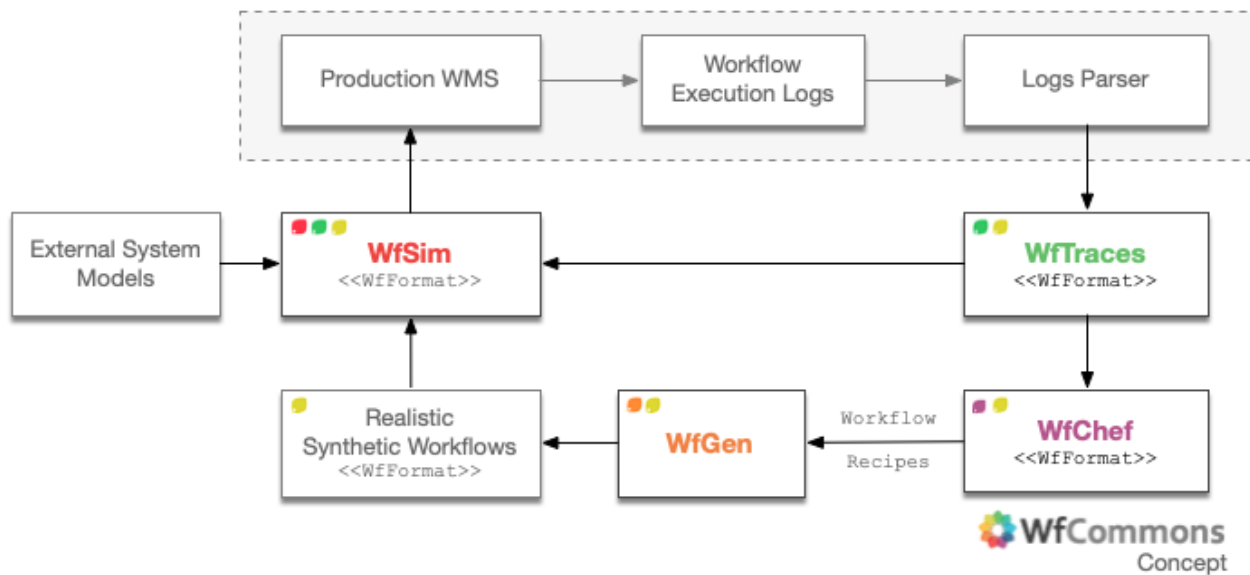 Production WMS
Workflow
Execution Logs
Logs Parser
External System
Models
WfSim
<<WfFormat>>
WfTraces
<<WfFormat>>
Realistic
Synthetic Workflows
<<WfFormat>>
WfGen
Workflow
Recipes
WfChef
<<WfFormat>>
WfCommons
Concept